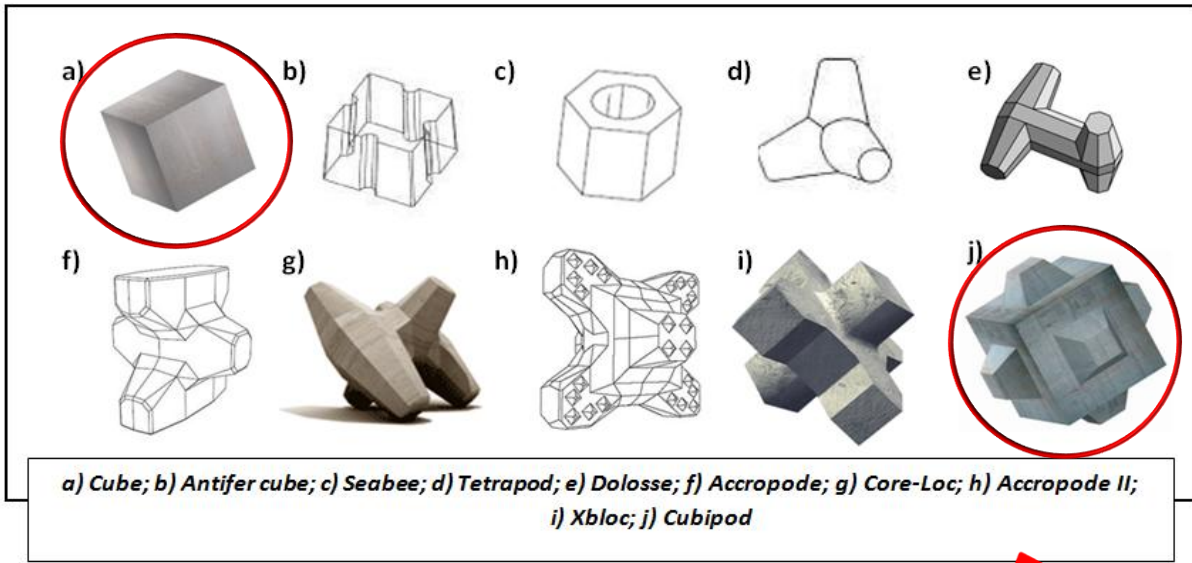 a)
b)
c)
d)
e)
f)
g)
h)
i)
j)
a) Cube; b) Antifer cube; c) Seabee; d) Tetrapod; e) Dolosse; f) Accropode; g) Core-Loc; h) Accropode II;
i) Xbloc; j) Cubipod